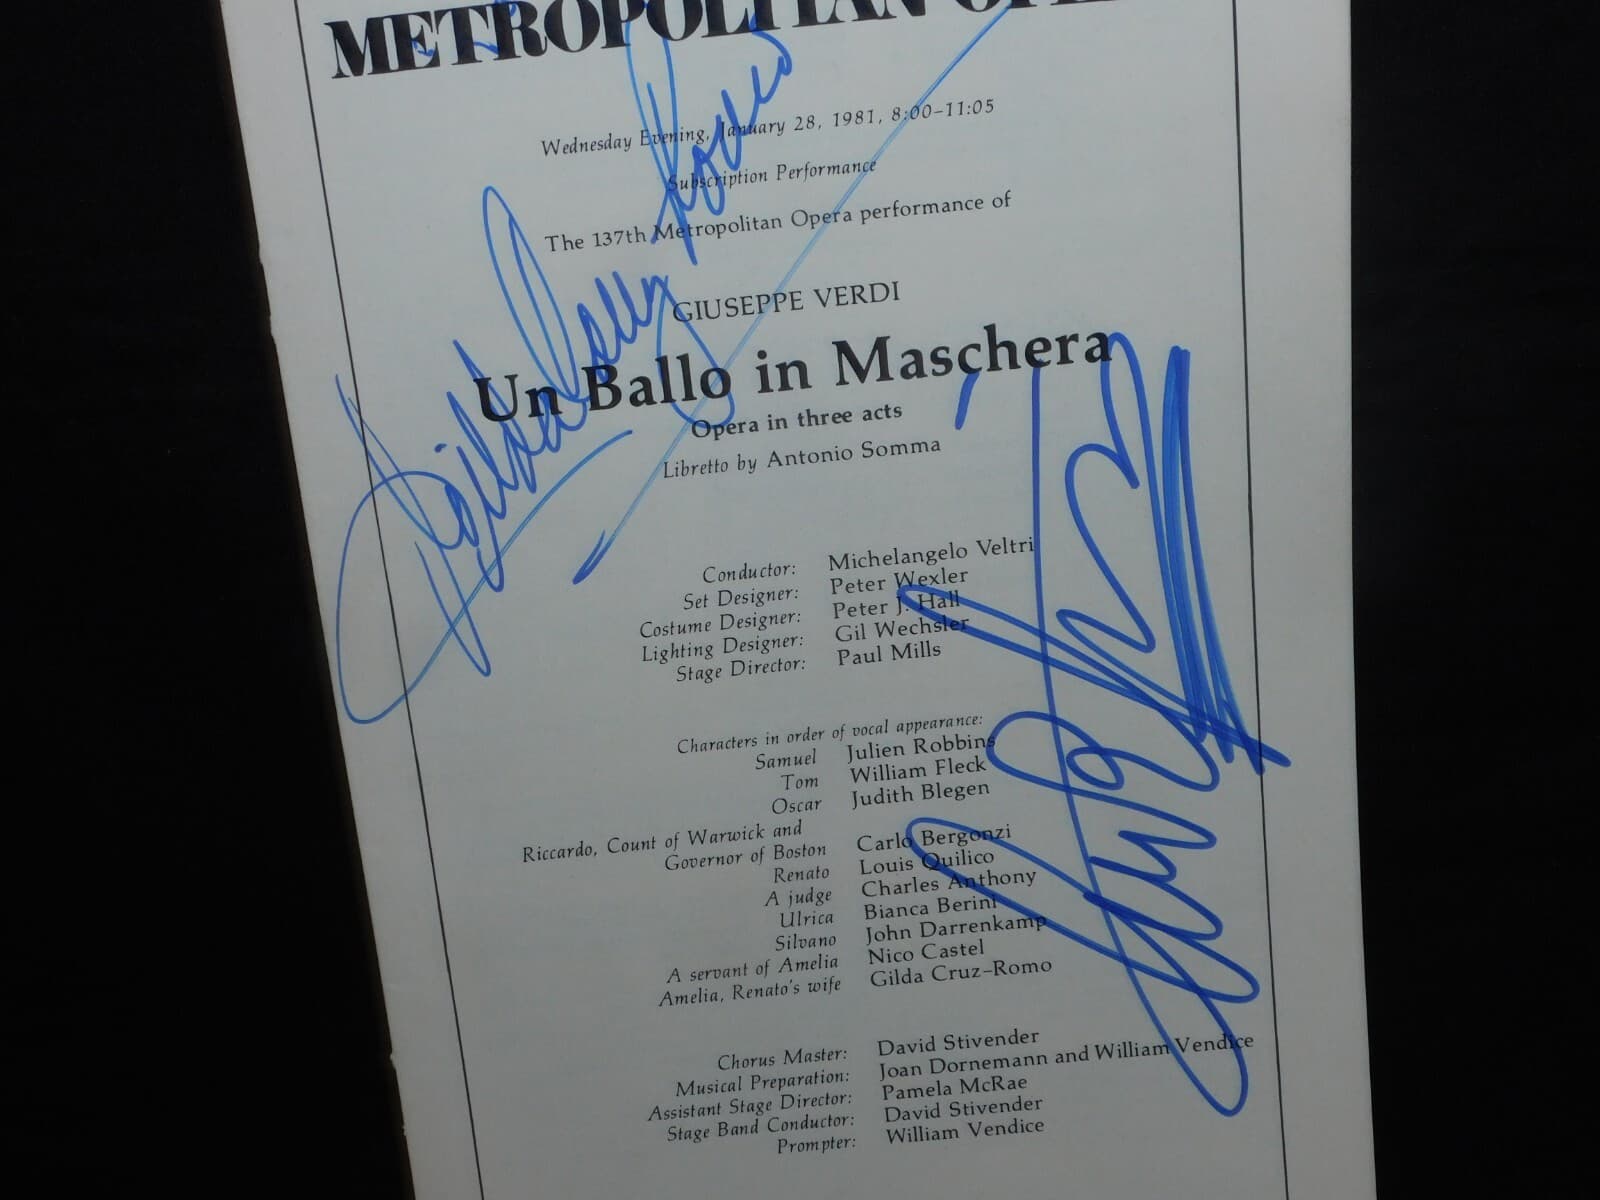 METROPOLITAN OPERA
Wednesday Evening, January 28, 1981, 8:00–11:05
Subscription Performance
The 137th Metropolitan Opera performance of
GIUSEPPE VERDI
Un Ballo in Maschera
Opera in three acts
Libretto by Antonio Somma
Conductor: Michelangelo Veltri
Set Designer: Peter Wexler
Costume Designer: Peter J. Hall
Lighting Designer: Gil Wechsler
Stage Director: Paul Mills
Characters in order of vocal appearance:
Samuel Julien Robbins
Tom William Fleck
Oscar Judith Blegen
Riccardo, Count of Warwick and
Governor of Boston Carlo Bergonzi
Renato Louis Quilico
A judge Charles Anthony
Ulrica Bianca Berini
Silvano John Darrenkamp
A servant of Amelia Nico Castel
Amelia, Renato's wife Gilda Cruz-Romo
Chorus Master: David Stivender
Musical Preparation: Joan Dornemann and William Vendice
Assistant Stage Director: Pamela McRae
Stage Band Conductor: David Stivender
Prompter: William Vendice